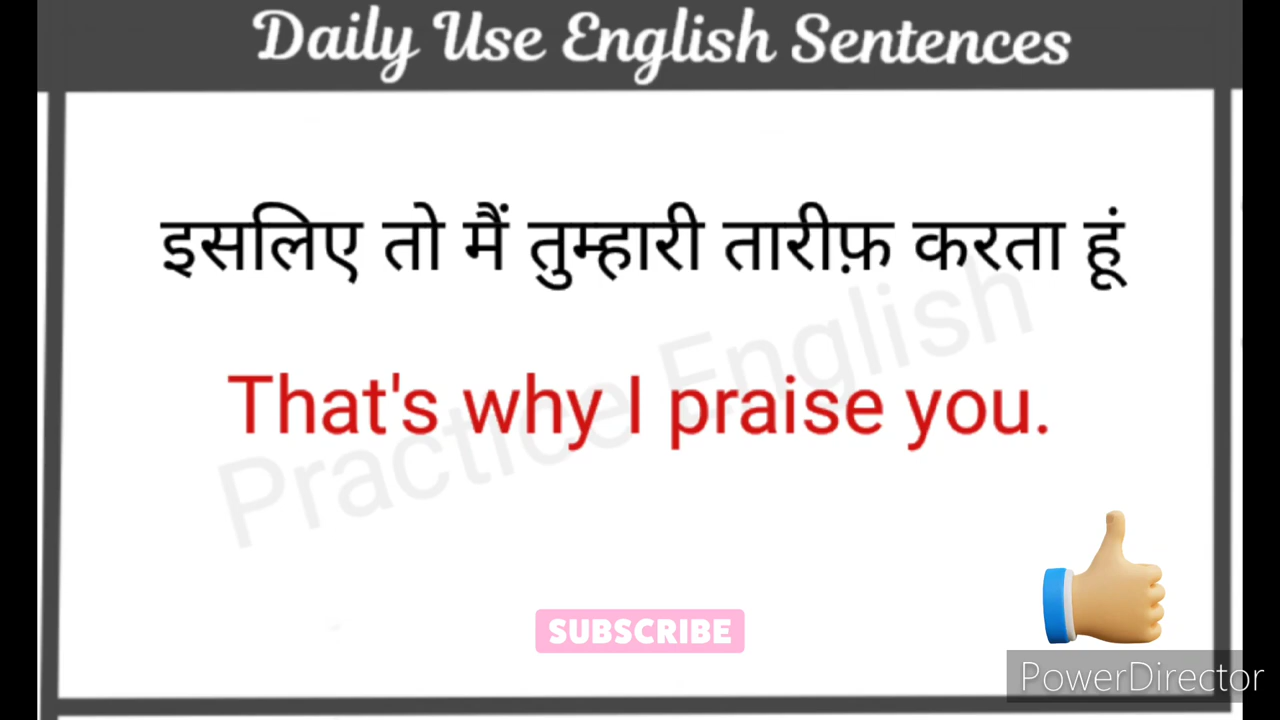 Daily Use English Sentences
इसलिए तो मैं तुम्हारी तारीफ़ करता हूं
That's why I praise you.
Practice English
SUBSCRIBE
PowerDirector